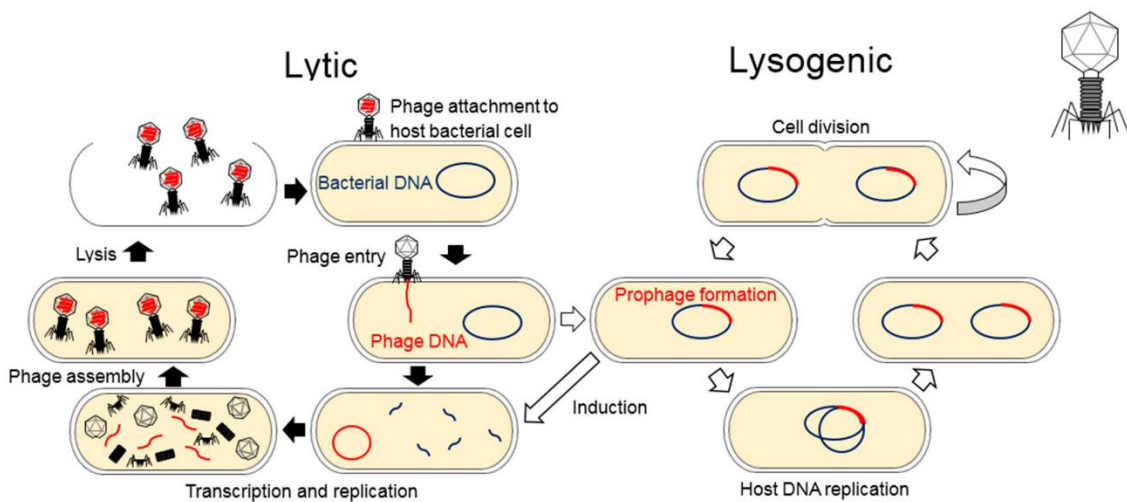 Lytic
Lysogenic
Phage attachment to
host bacterial cell
Cell division
Bacterial DNA
Lysis
Phage entry
Prophage formation
Phage DNA
Phage assembly
Induction
Transcription and replication
Host DNA replication